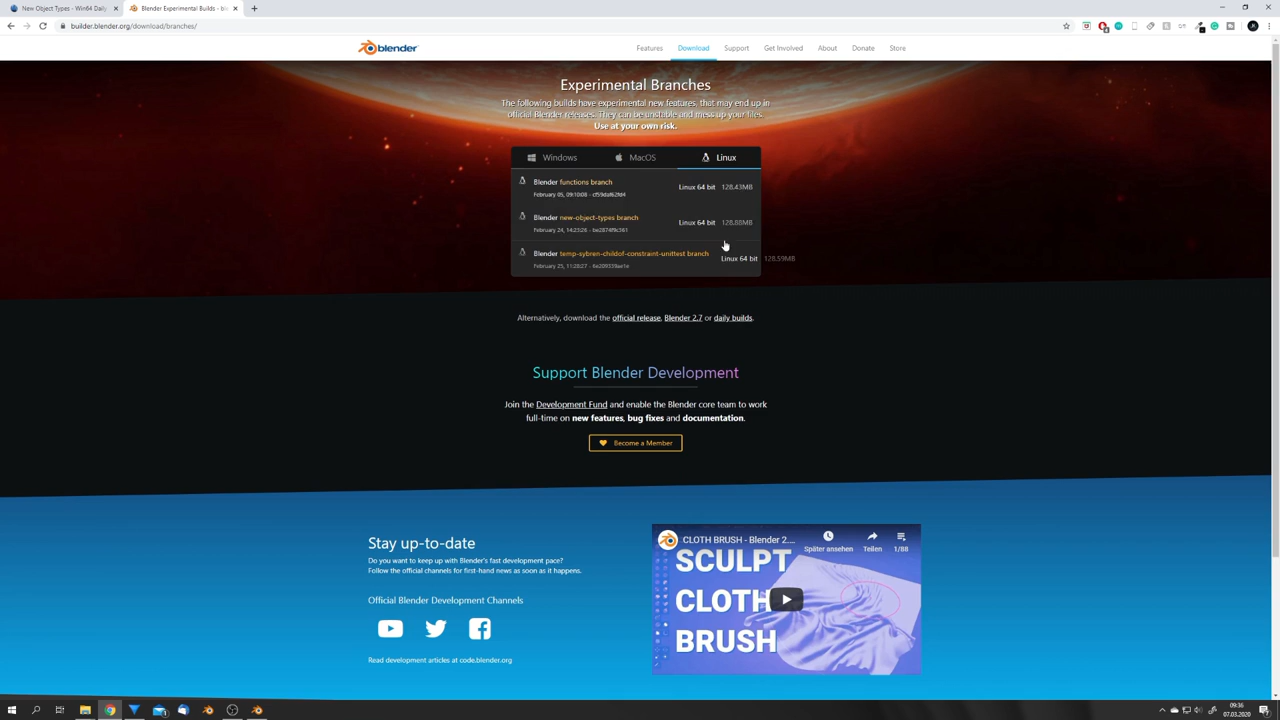 New Object Types - Win64 Daily
Blender Experimental Builds - ble
builder.blender.org/download/branches/
blender
Features
Download
Support
Get Involved
About
Donate
Store
Experimental Branches
The following builds have experimental new features, that may end up in
official Blender releases. They can be unstable and mess up your files.
Use at your own risk.
Windows
MacOS
Linux
Blender functions branch
Linux 64 bit 128.43MB
February 05, 09:10:08 - cf59daf62fd4
Blender new-object-types branch
Linux 64 bit 128.88MB
February 24, 14:23:26 - be2874f9c361
Blender temp-sybren-childof-constraint-unittest branch
Linux 64 bit 128.59MB
February 25, 11:20:27 - 6e209339ae1e
Alternatively, download the official release, Blender 2.7 or daily builds.
Support Blender Development
Join the Development Fund and enable the Blender core team to work
full-time on new features, bug fixes and documentation.
Become a Member
Stay up-to-date
Do you want to keep up with Blender's fast development pace?
Follow the official channels for first-hand news as soon as it happens.
Official Blender Development Channels
Read development articles at code.blender.org
CLOTH BRUSH - Blender 2....
Später ansehen
Teilen
1/88
SCULPT
CLOTH
BRUSH
09:36
07.03.2020